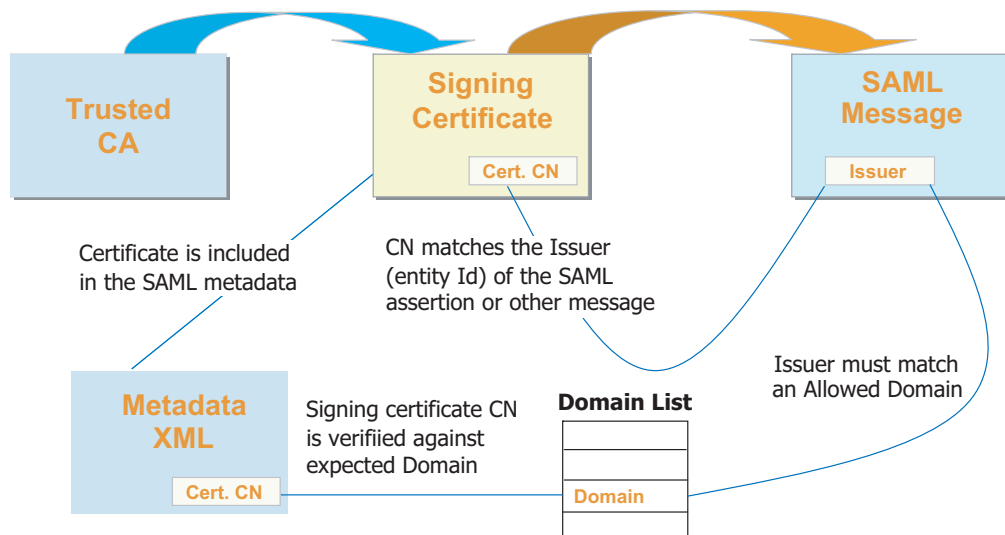 Trusted
CA
Signing
Certificate
Cert. CN
SAML
Message
Issuer
Certificate is included
in the SAML metadata
CN matches the Issuer
(entity Id) of the SAML
assertion or other message
Issuer must match
an Allowed Domain
Metadata
XML
Cert. CN
Signing certificate CN
is verifiied against
expected Domain
Domain List
Domain